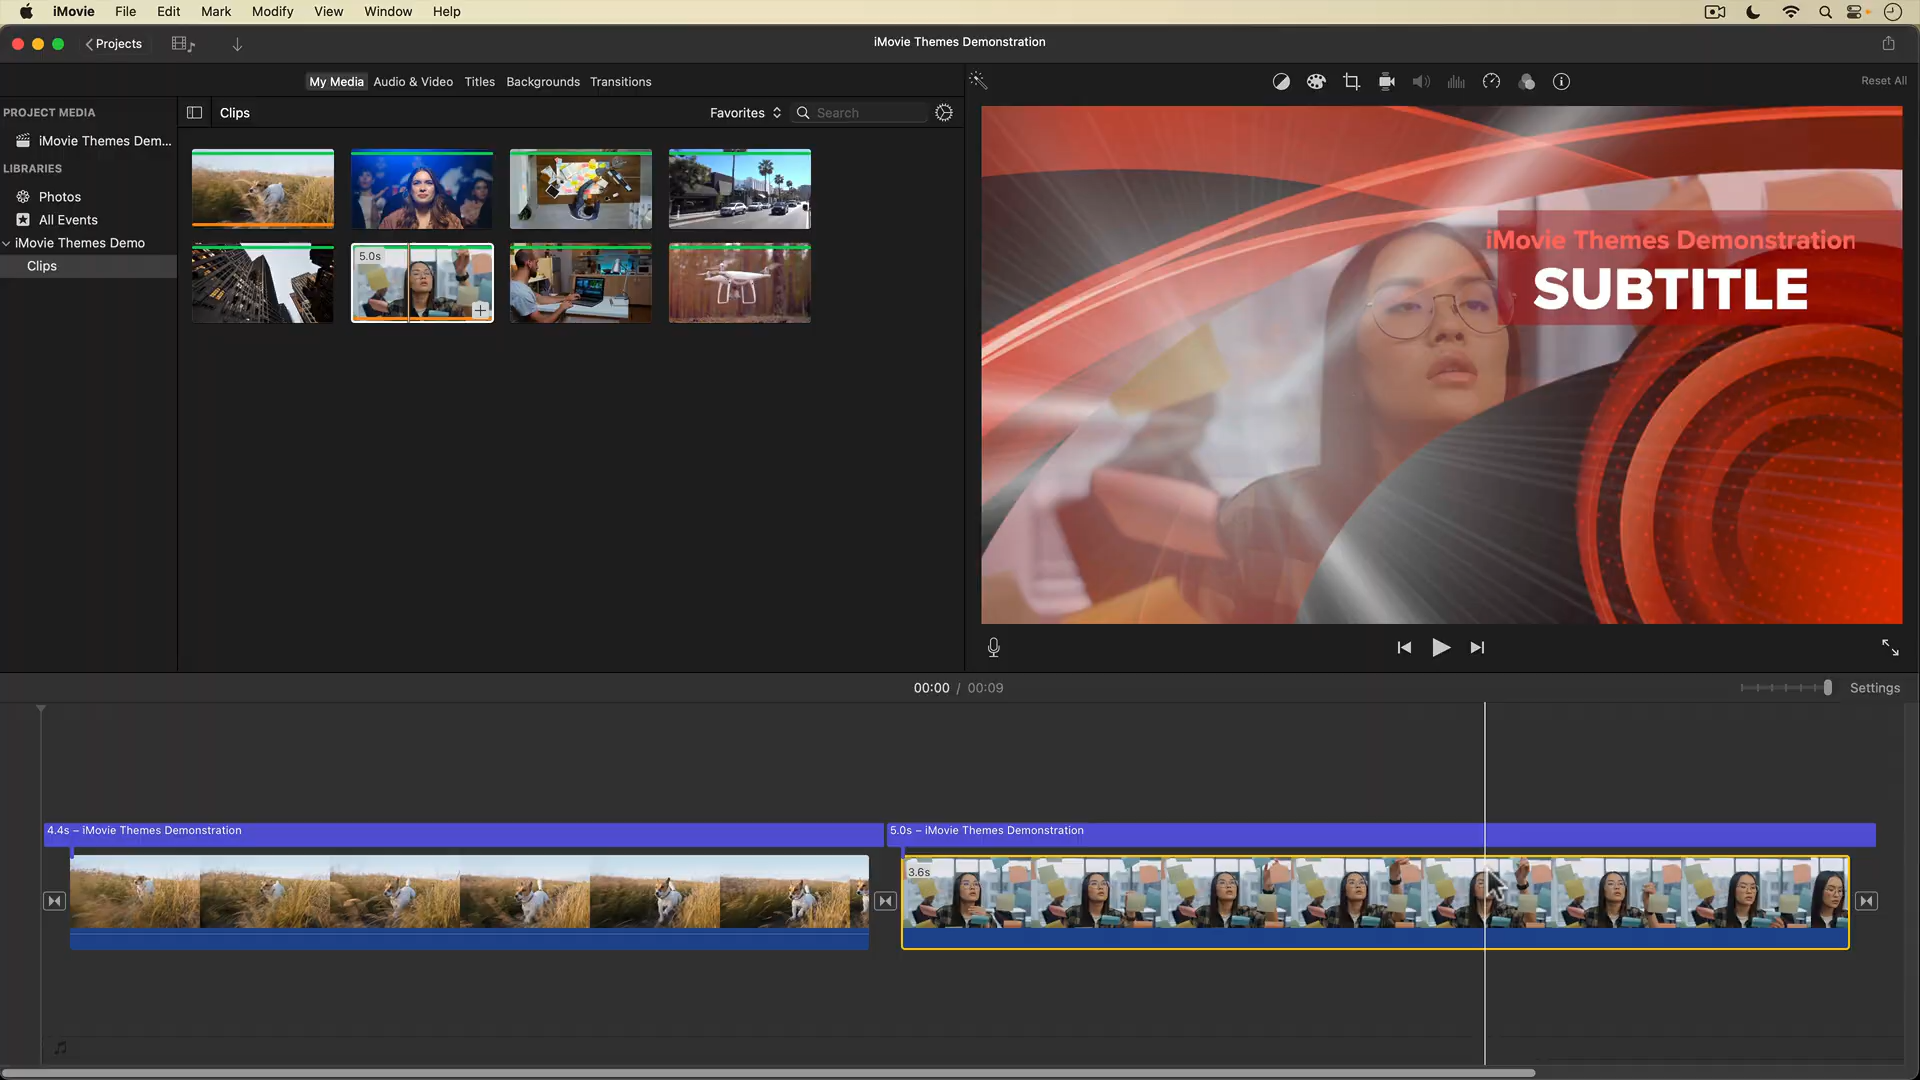 iMovie File Edit Mark Modify View Window Help
Projects
iMovie Themes Demonstration
My Media Audio & Video Titles Backgrounds Transitions
Reset All
PROJECT MEDIA
iMovie Themes Dem...
LIBRARIES
Photos
All Events
iMovie Themes Demo
Clips
Clips
Favorites
Search
5.0s
iMovie Themes Demonstration
SUBTITLE
00:00 / 00:09
Settings
4.4s – iMovie Themes Demonstration
5.0s – iMovie Themes Demonstration
3.6s